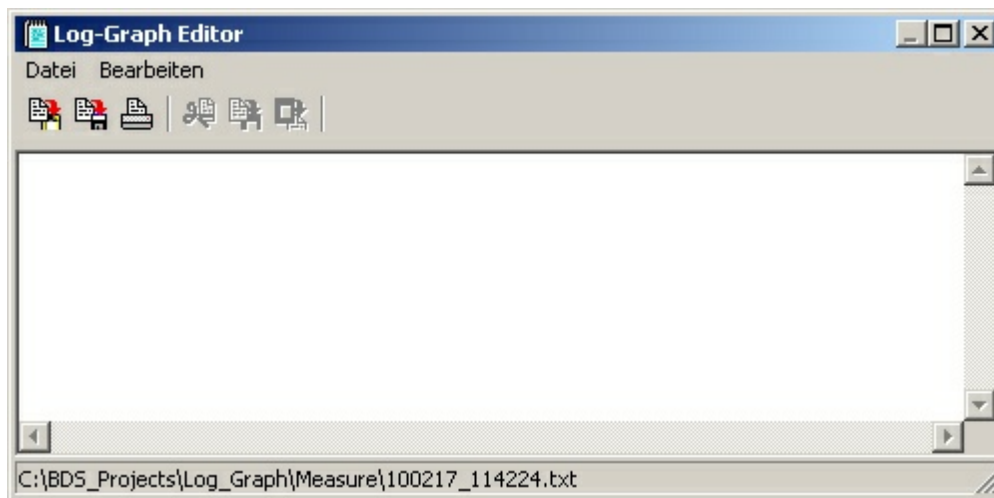 Log-Graph Editor
Datei Bearbeiten
C:\BDS_Projects\Log_Graph\Measure\100217_114224.txt